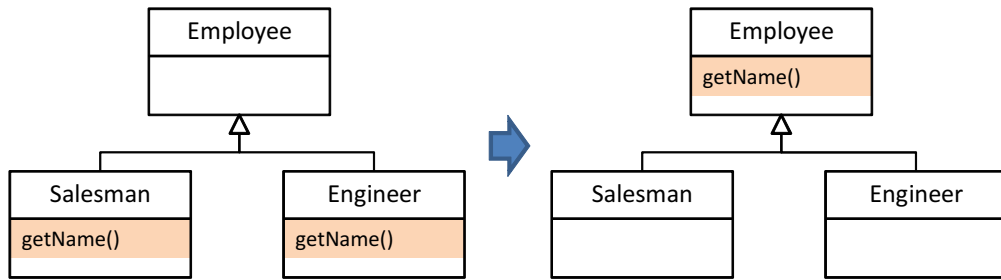 Employee
Salesman
getName()
Engineer
getName()
Employee
getName()
Salesman
Engineer